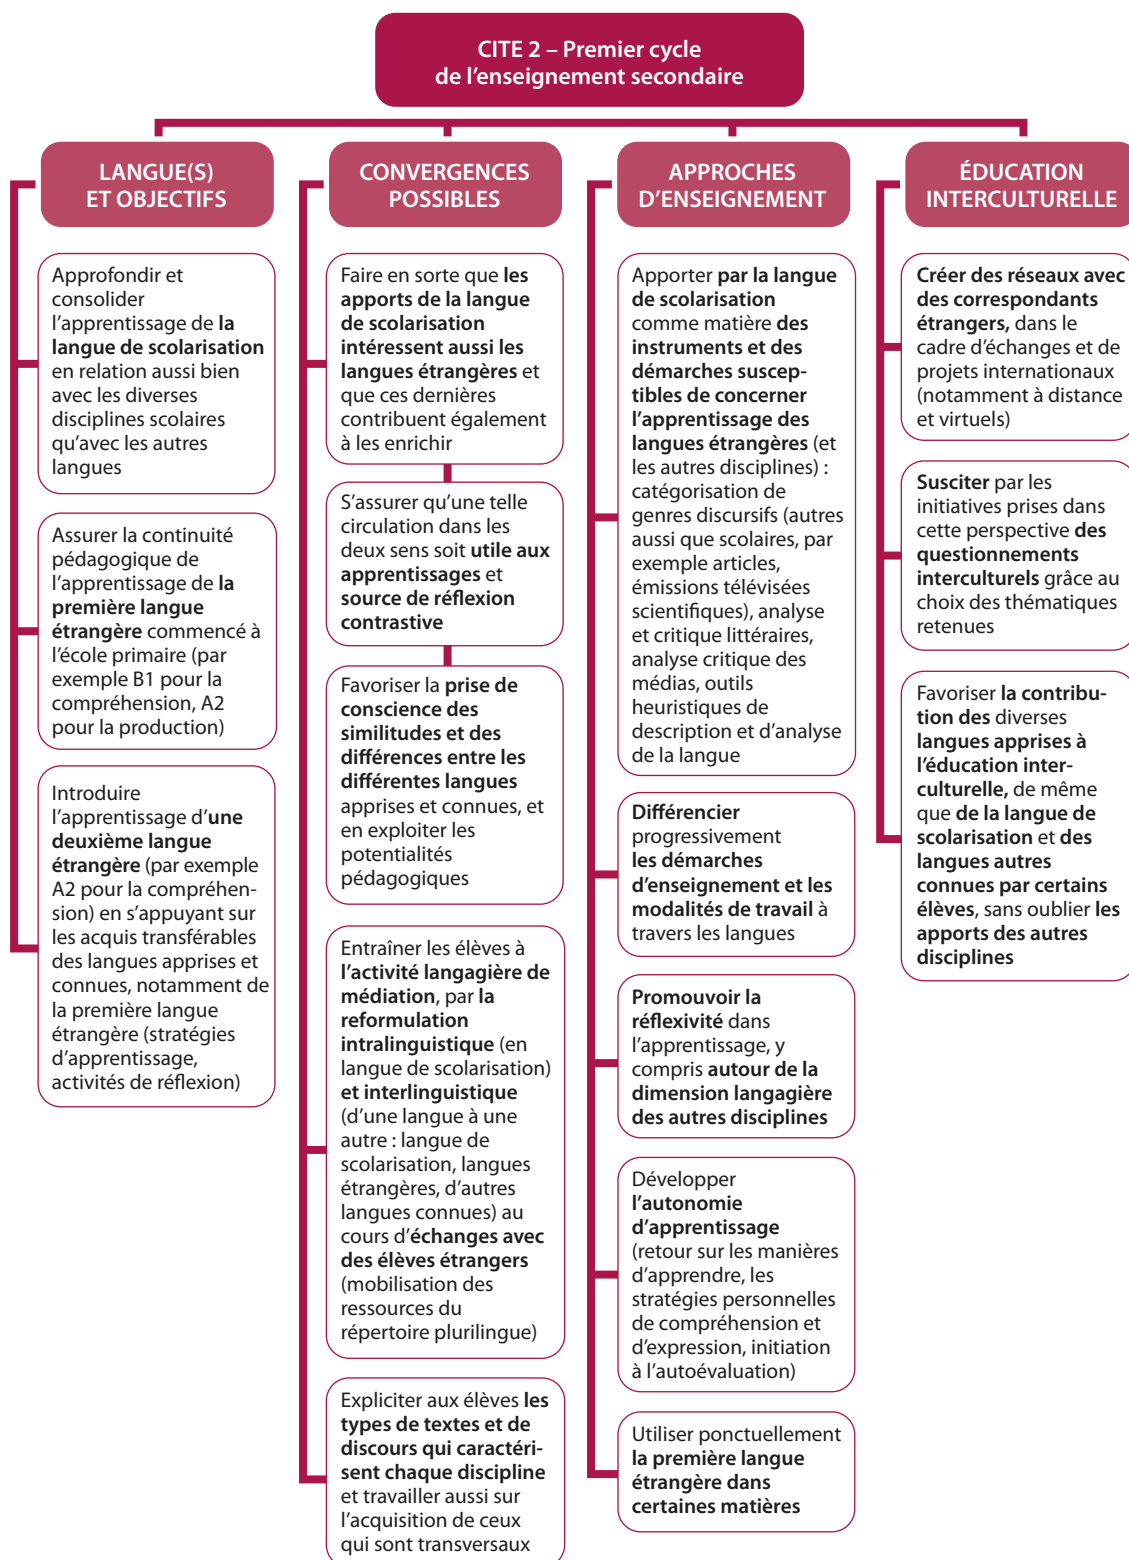 CITE 2 – Premier cycle
de l’enseignement secondaire
LANGUE(S)
ET OBJECTIFS
Approfondir et
consolider
l’apprentissage de la
langue de scolarisation
en relation aussi bien
avec les diverses
disciplines scolaires
qu’avec les autres
langues
Assurer la continuité
pédagogique de
l’apprentissage de la
première langue
étrangère commencé à
l’école primaire (par
exemple B1 pour la
compréhension, A2
pour la production)
Introduire
l’apprentissage d’une
deuxième langue
étrangère (par exemple
A2 pour la compréhen-
sion) en s’appuyant sur
les acquis transférables
des langues apprises et
connues, notamment de
la première langue
étrangère (stratégies
d’apprentissage,
activités de réflexion)
CONVERGENCES
POSSIBLES
Faire en sorte que les
apports de la langue
de scolarisation
intéressent aussi les
langues étrangères et
que ces dernières
contribuent également
à les enrichir
S’assurer qu’une telle
circulation dans les
deux sens soit utile aux
apprentissages et
source de réflexion
contrastive
Favoriser la prise de
conscience des
similitudes et des
différences entre les
différentes langues
apprises et connues, et
en exploiter les
potentialités
pédagogiques
Entraîner les élèves à
l’activité langagière de
médiation, par la
reformulation
intralinguistique (en
langue de scolarisation)
et interlinguistique
(d’une langue à une
autre : langue de
scolarisation, langues
étrangères, d’autres
langues connues) au
cours d’échanges avec
des élèves étrangers
(mobilisation des
ressources du
répertoire plurilingue)
Expliciter aux élèves les
types de textes et de
discours qui caractéri-
sent chaque discipline
et travailler aussi sur
l’acquisition de ceux
qui sont transversaux
APPROCHES
D’ENSEIGNEMENT
Apporter par la langue
de scolarisation
comme matière des
instruments et des
démarches suscep-
tibles de concerner
l’apprentissage des
langues étrangères (et
les autres disciplines) :
catégorisation de
genres discursifs (autres
aussi que scolaires, par
exemple articles,
émissions télévisées
scientifiques), analyse
et critique littéraires,
analyse critique des
médias, outils
heuristiques de
description et d’analyse
de la langue
Différencier
progressivement
les démarches
d’enseignement et les
modalités de travail à
travers les langues
Promouvoir la
réflexivité dans
l’apprentissage, y
compris autour de la
dimension langagière
des autres disciplines
Développer
l’autonomie
d’apprentissage
(retour sur les manières
d’apprendre, les
stratégies personnelles
de compréhension et
d’expression, initiation
à l’autoévaluation)
Utiliser ponctuellement
la première langue
étrangère dans
certaines matières
ÉDUCATION
INTERCULTURELLE
Créer des réseaux avec
des correspondants
étrangers, dans le
cadre d’échanges et de
projets internationaux
(notamment à distance
et virtuels)
Susciter par les
initiatives prises dans
cette perspective des
questionnements
interculturels grâce au
choix des thématiques
retenues
Favoriser la contribu-
tion des diverses
langues apprises à
l’éducation inter-
culturelle, de même
que de la langue de
scolarisation et des
langues autres
connues par certains
élèves, sans oublier les
apports des autres
disciplines